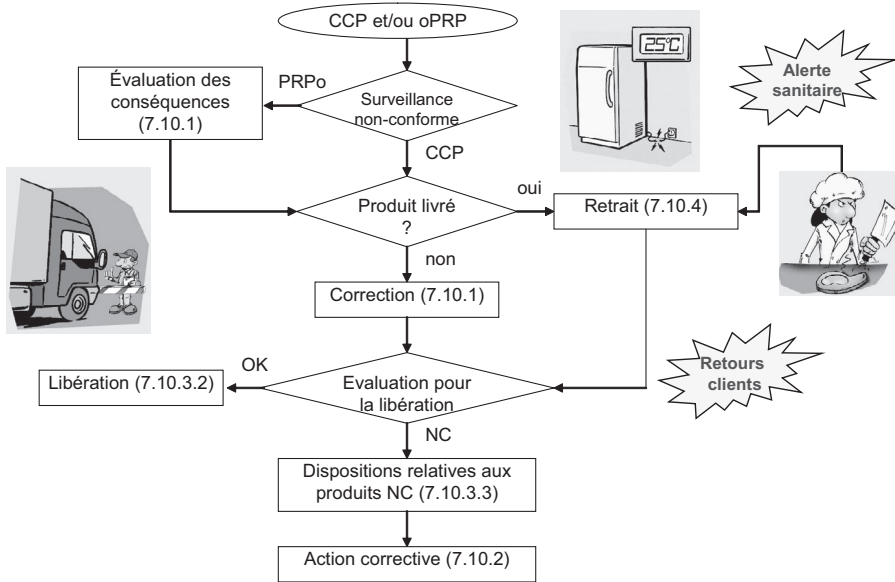 CCP et/ou oPRP
25°C
Alerte
sanitaire
Évaluation des
conséquences
(7.10.1)
PRPo
Surveillance
non-conforme
CCP
Produit livré
?
oui
Retrait (7.10.4)
non
Correction (7.10.1)
Retours
clients
OK
Libération (7.10.3.2)
Evaluation pour
la libération
NC
Dispositions relatives aux
produits NC (7.10.3.3)
Action corrective (7.10.2)